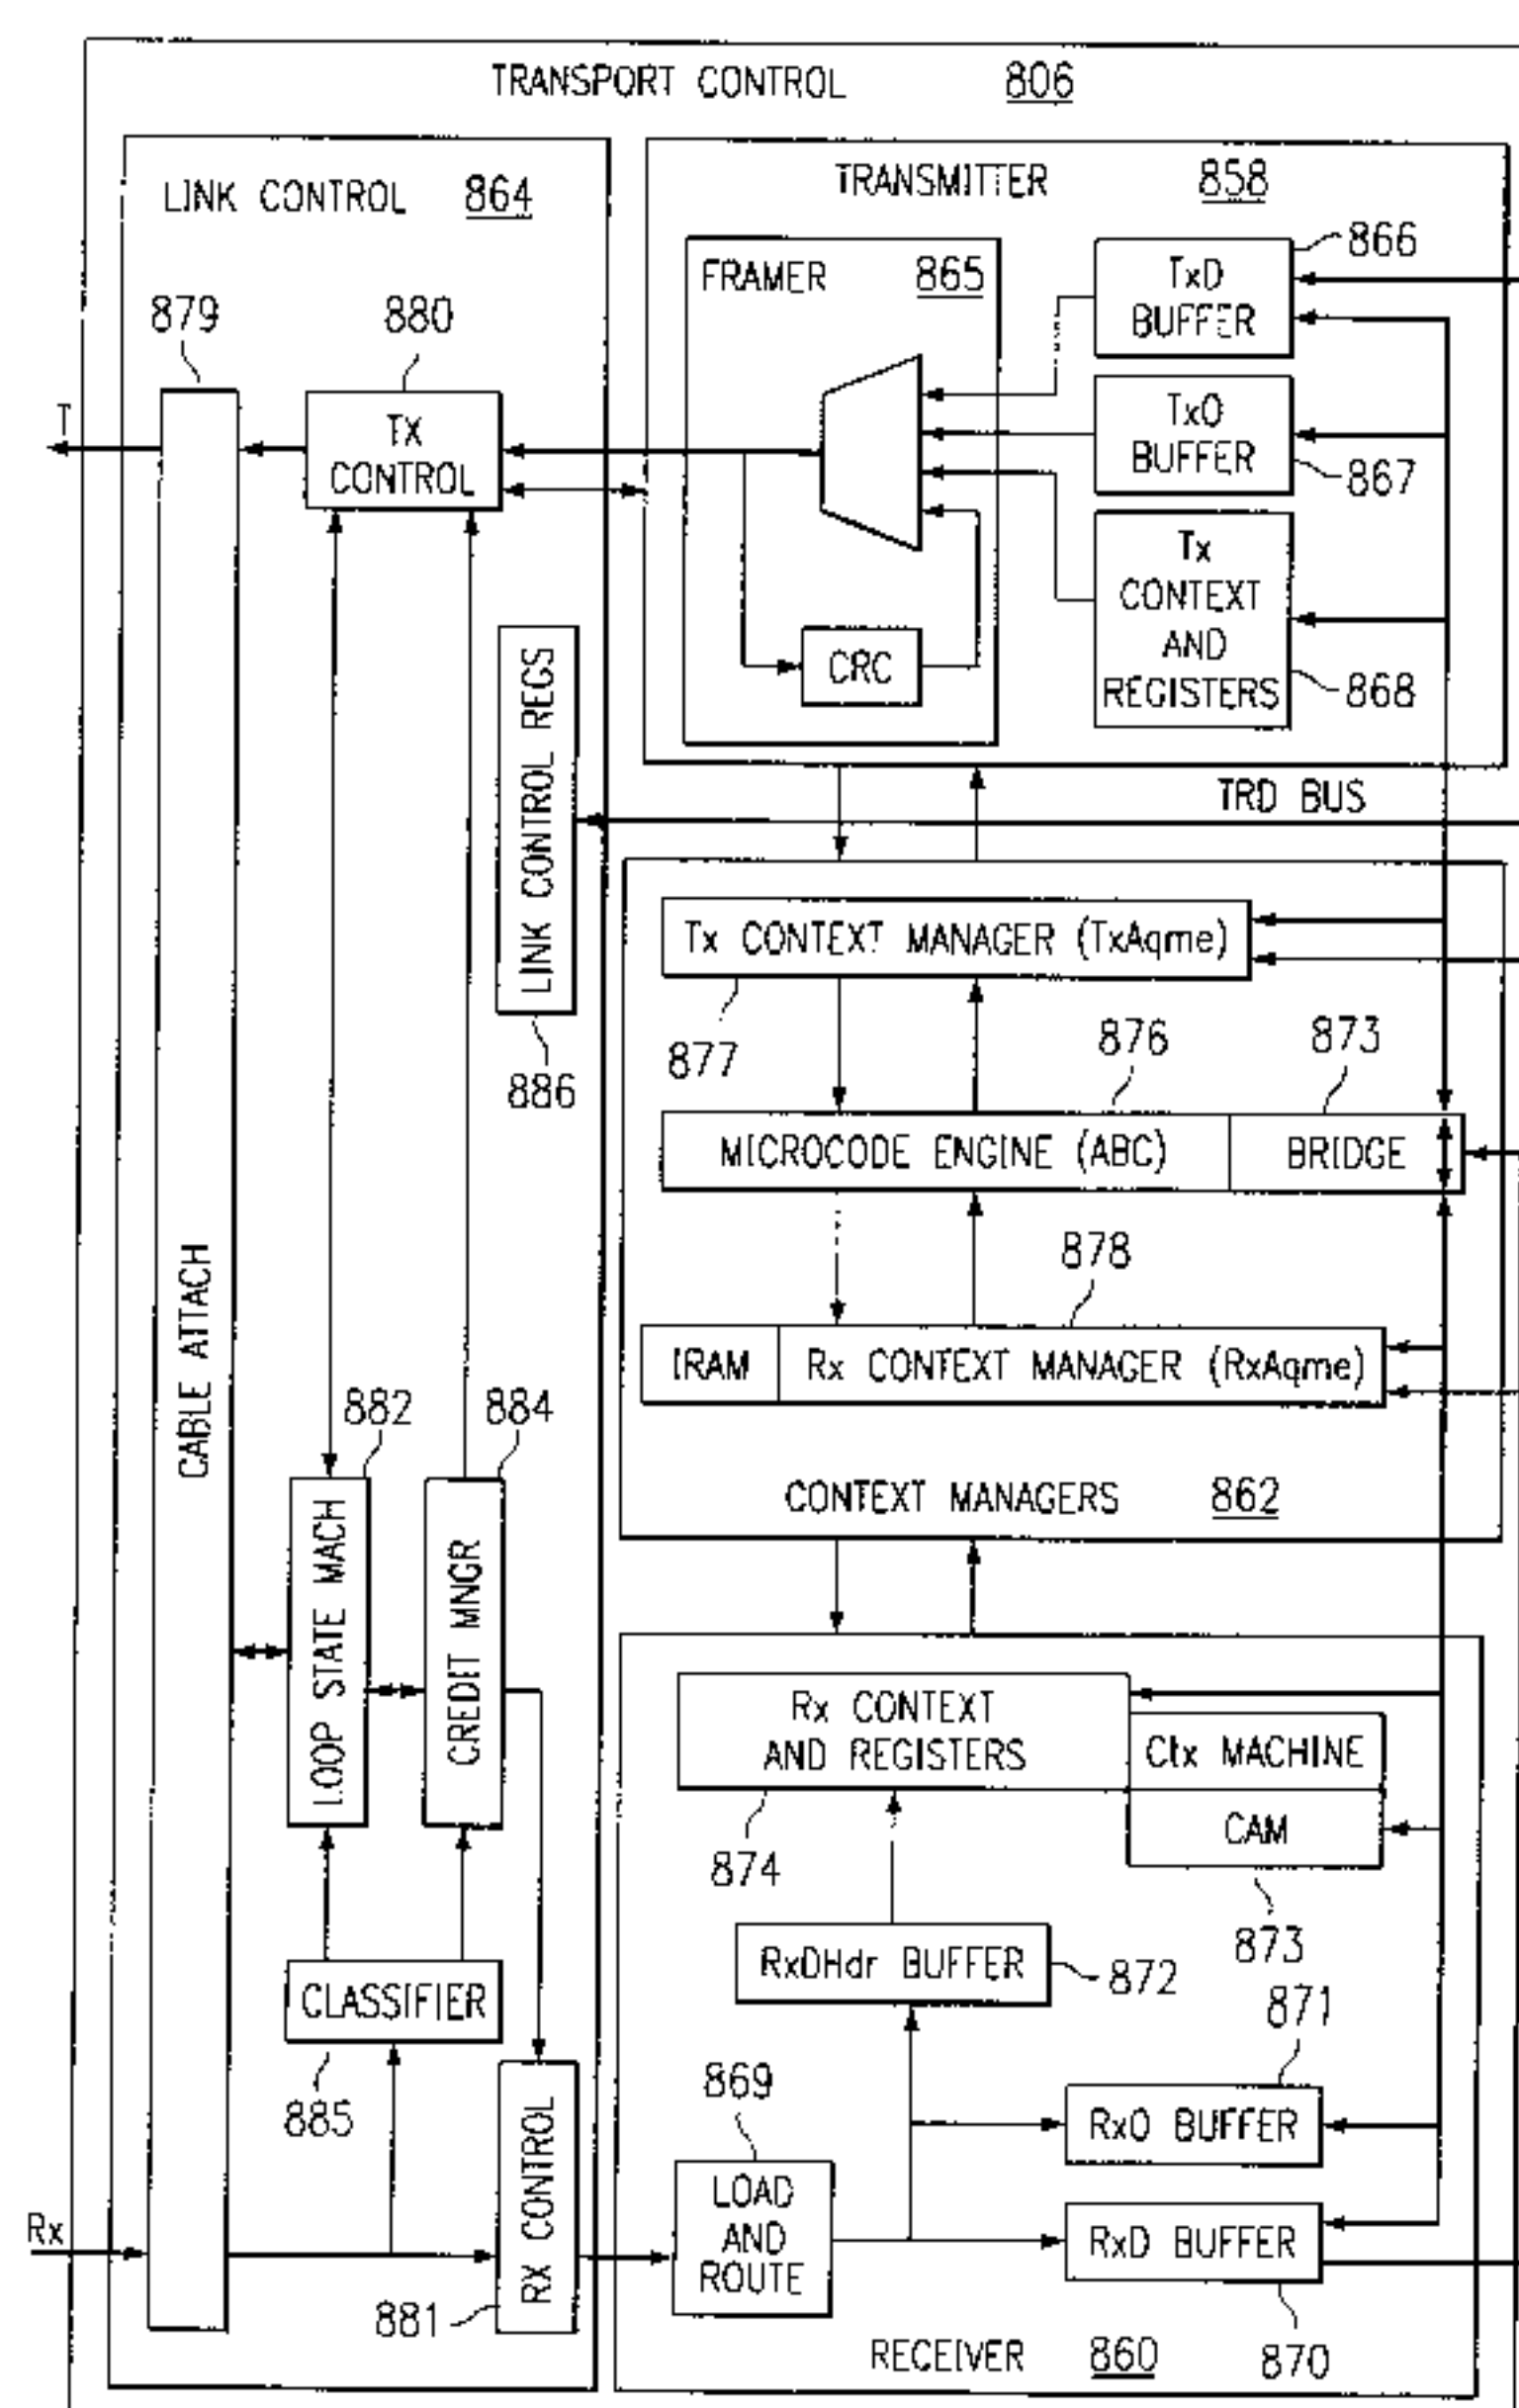 TRANSPORT CONTROL 806
LINK CONTROL 864
879
880
T
TX
CONTROL
LINK CONTROL REGS
886
CABLE ATTACH
882
884
LOOP STATE MACH
CREDIT MNGR
CLASSIFIER
885
RX CONTROL
881
Rx
TRANSMITTER 858
FRAMER 865
CRC
866
TxD
BUFFER
TxO
BUFFER
867
Tx
CONTEXT
AND
REGISTERS
868
TRD BUS
Tx CONTEXT MANAGER (TxAqme)
877
876
873
MICROCODE ENGINE (ABC)
BRIDGE
878
IRAM
Rx CONTEXT MANAGER (RxAqme)
CONTEXT MANAGERS 862
Rx CONTEXT
AND REGISTERS
874
Ctx MACHINE
CAM
873
RxDHdr BUFFER
872
871
869
RxO BUFFER
LOAD
AND
ROUTE
RxD BUFFER
870
RECEIVER 860